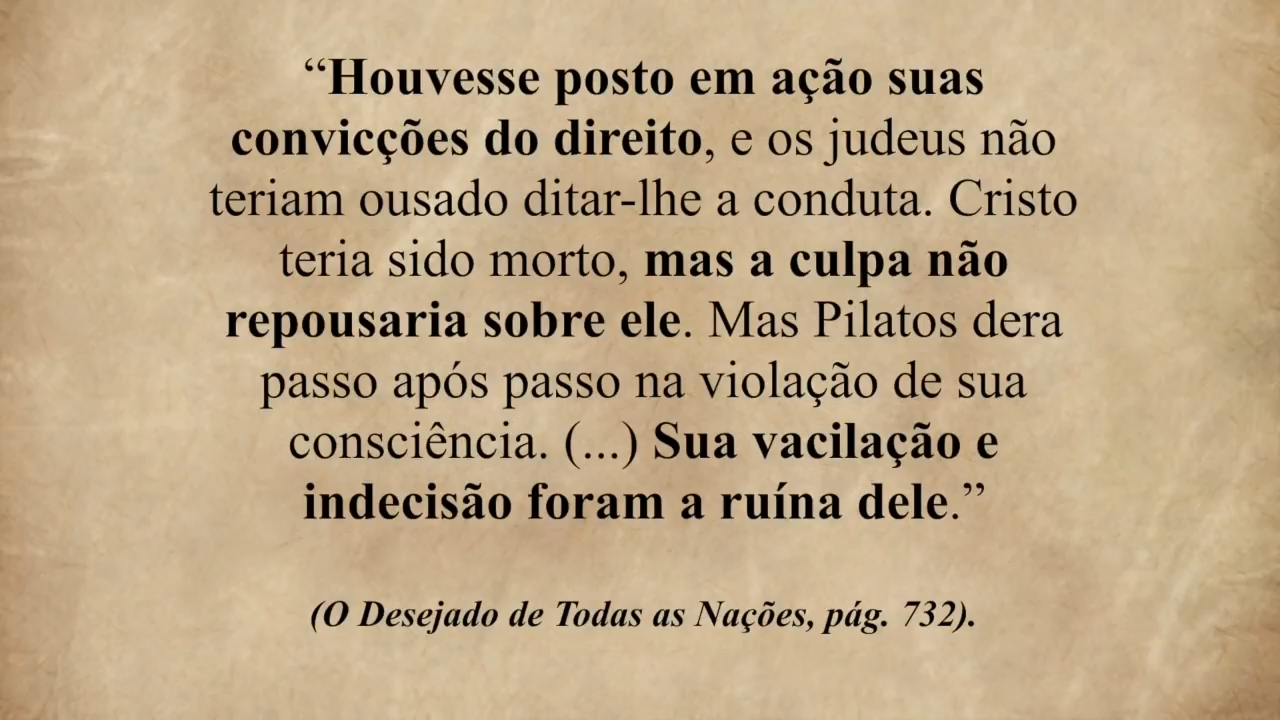 “Houvesse posto em ação suas
convicções do direito, e os judeus não
teriam ousado ditar-lhe a conduta. Cristo
teria sido morto, mas a culpa não
repousaria sobre ele. Mas Pilatos dera
passo após passo na violação de sua
consciência. (...) Sua vacilação e
indecisão foram a ruína dele.”
(O Desejado de Todas as Nações, pág. 732).